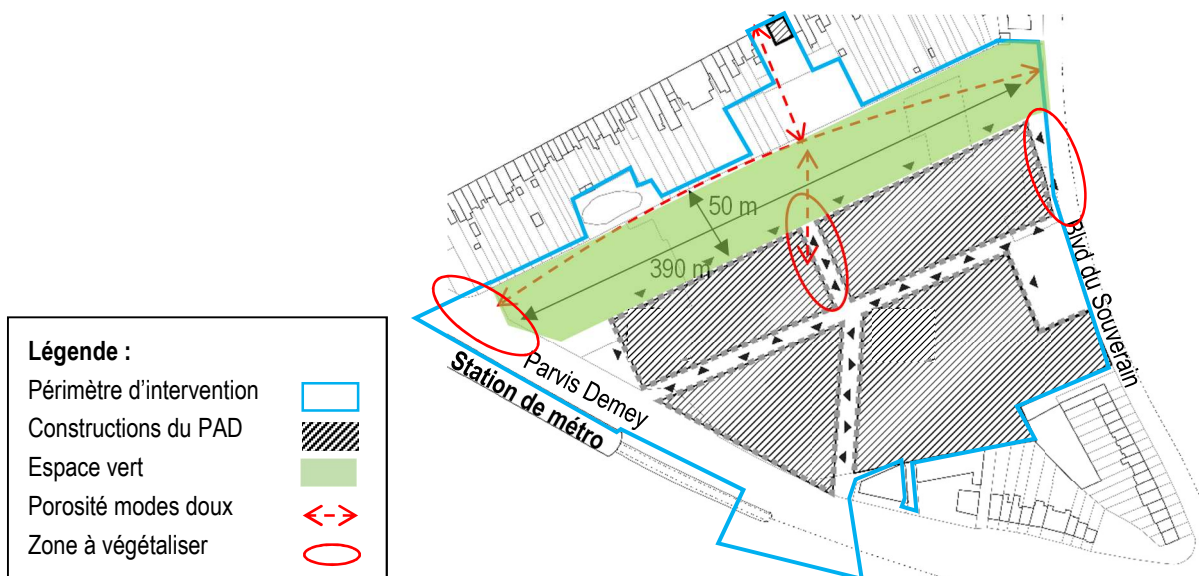 Légende :
Périmètre d'intervention
Constructions du PAD
Espace vert
Porosité modes doux
Zone à végétaliser
50 m
390 m
Parvis Demey
Station de métro
Blvd du Souverain